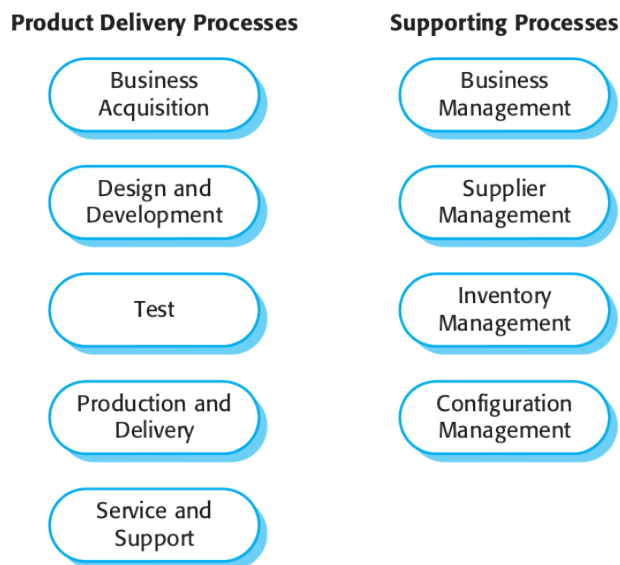 Product Delivery Processes
Supporting Processes
Business
Acquisition
Business
Management
Design and
Development
Supplier
Management
Test
Inventory
Management
Production and
Delivery
Configuration
Management
Service and
Support